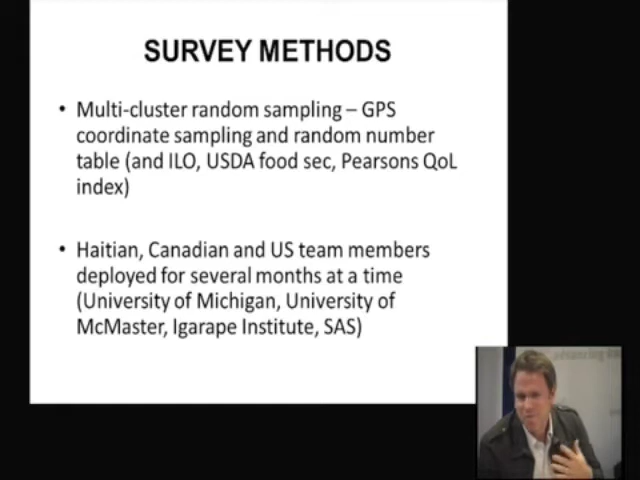 SURVEY METHODS
• Multi-cluster random sampling – GPS
coordinate sampling and random number
table (and ILO, USDA food sec, Pearsons QoL
index)
• Haitian, Canadian and US team members
deployed for several months at a time
(University of Michigan, University of
McMaster, Igarape Institute, SAS)
advancing